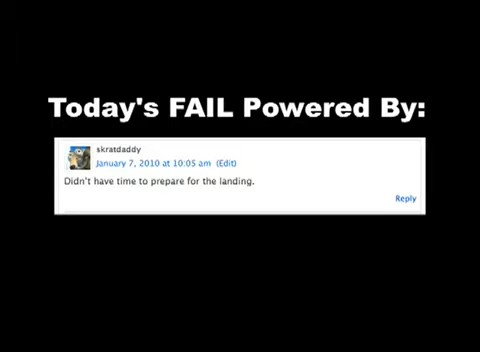 Today's FAIL Powered By:
skratdaddy
January 7, 2010 at 10:05 am (Edit)
Didn't have time to prepare for the landing.
Reply